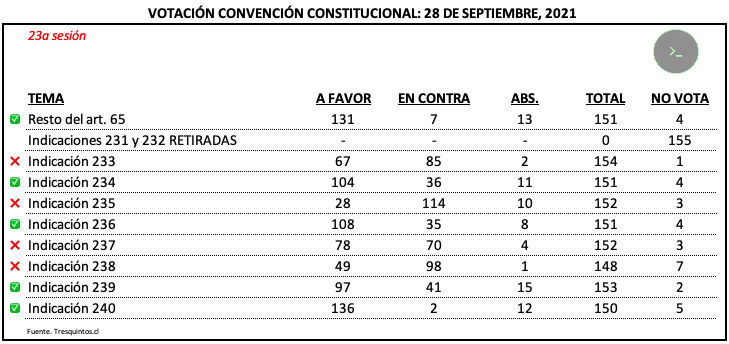 VOTACIÓN CONVENCIÓN CONSTITUCIONAL: 28 DE SEPTIEMBRE, 2021
23a sesión
>_
TEMA A FAVOR EN CONTRA ABS. TOTAL NO VOTA
Resto del art. 65 131 7 13 151 4
Indicaciones 231 y 232 RETIRADAS - - - 0 155
Indicación 233 67 85 2 154 1
Indicación 234 104 36 11 151 4
Indicación 235 28 114 10 152 3
Indicación 236 108 35 8 151 4
Indicación 237 78 70 4 152 3
Indicación 238 49 98 1 148 7
Indicación 239 97 41 15 153 2
Indicación 240 136 2 12 150 5
Fuente. Tresquintos.cl